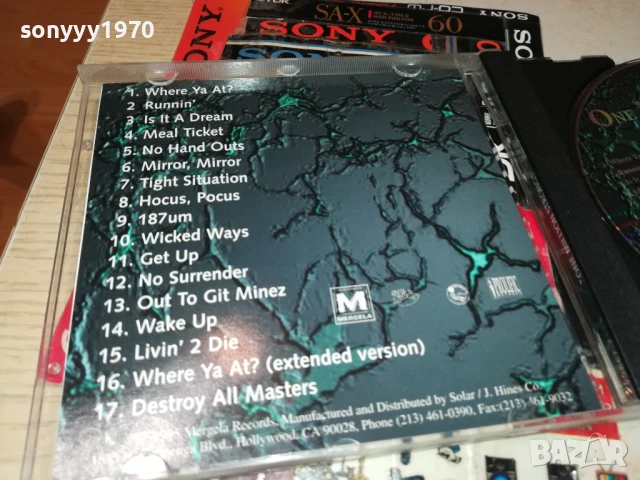 sonyyy1970
TDK
SA-X
60
SONY
SONY
1. Where Ya At?
2. Runnin'
3. Is It A Dream
4. Meal Ticket
5. No Hand Outs
6. Mirror, Mirror
7. Tight Situation
8. Hocus, Pocus
9. 187um
10. Wicked Ways
11. Get Up
12. No Surrender
13. Out To Git Minez
14. Wake Up
15. Livin' 2 Die
16. Where Ya At? (extended version)
17. Destroy All Masters
M
MERGELA
Mergela Records. Manufactured and Distributed by Solar / J. Hines Co.
Blvd., Hollywood, CA 90028, Phone (213) 461-0390, Fax:(213) 461-9032
bazar